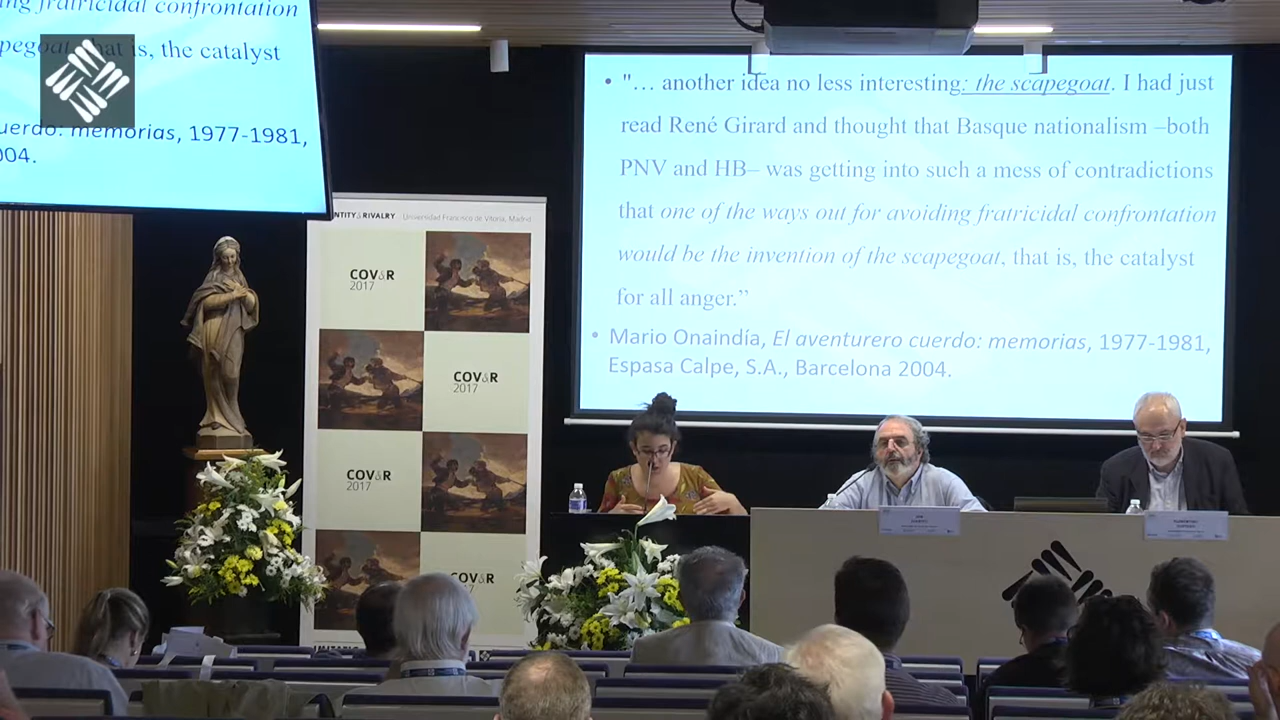 ng fratricidal confrontation
is, the catalyst
uerdo: memorias, 1977-1981,
004.
• "… another idea no less interesting: the scapegoat. I had just
read René Girard and thought that Basque nationalism –both
PNV and HB– was getting into such a mess of contradictions
that one of the ways out for avoiding fratricidal confrontation
would be the invention of the scapegoat, that is, the catalyst
for all anger.”
• Mario Onaindía, El aventurero cuerdo: memorias, 1977-1981,
Espasa Calpe, S.A., Barcelona 2004.
NTITY&RIVALRY Universidad Francisco de Vitoria, Madrid
COV&R
2017
COV&R
2017
COV&R
2017
COV&R